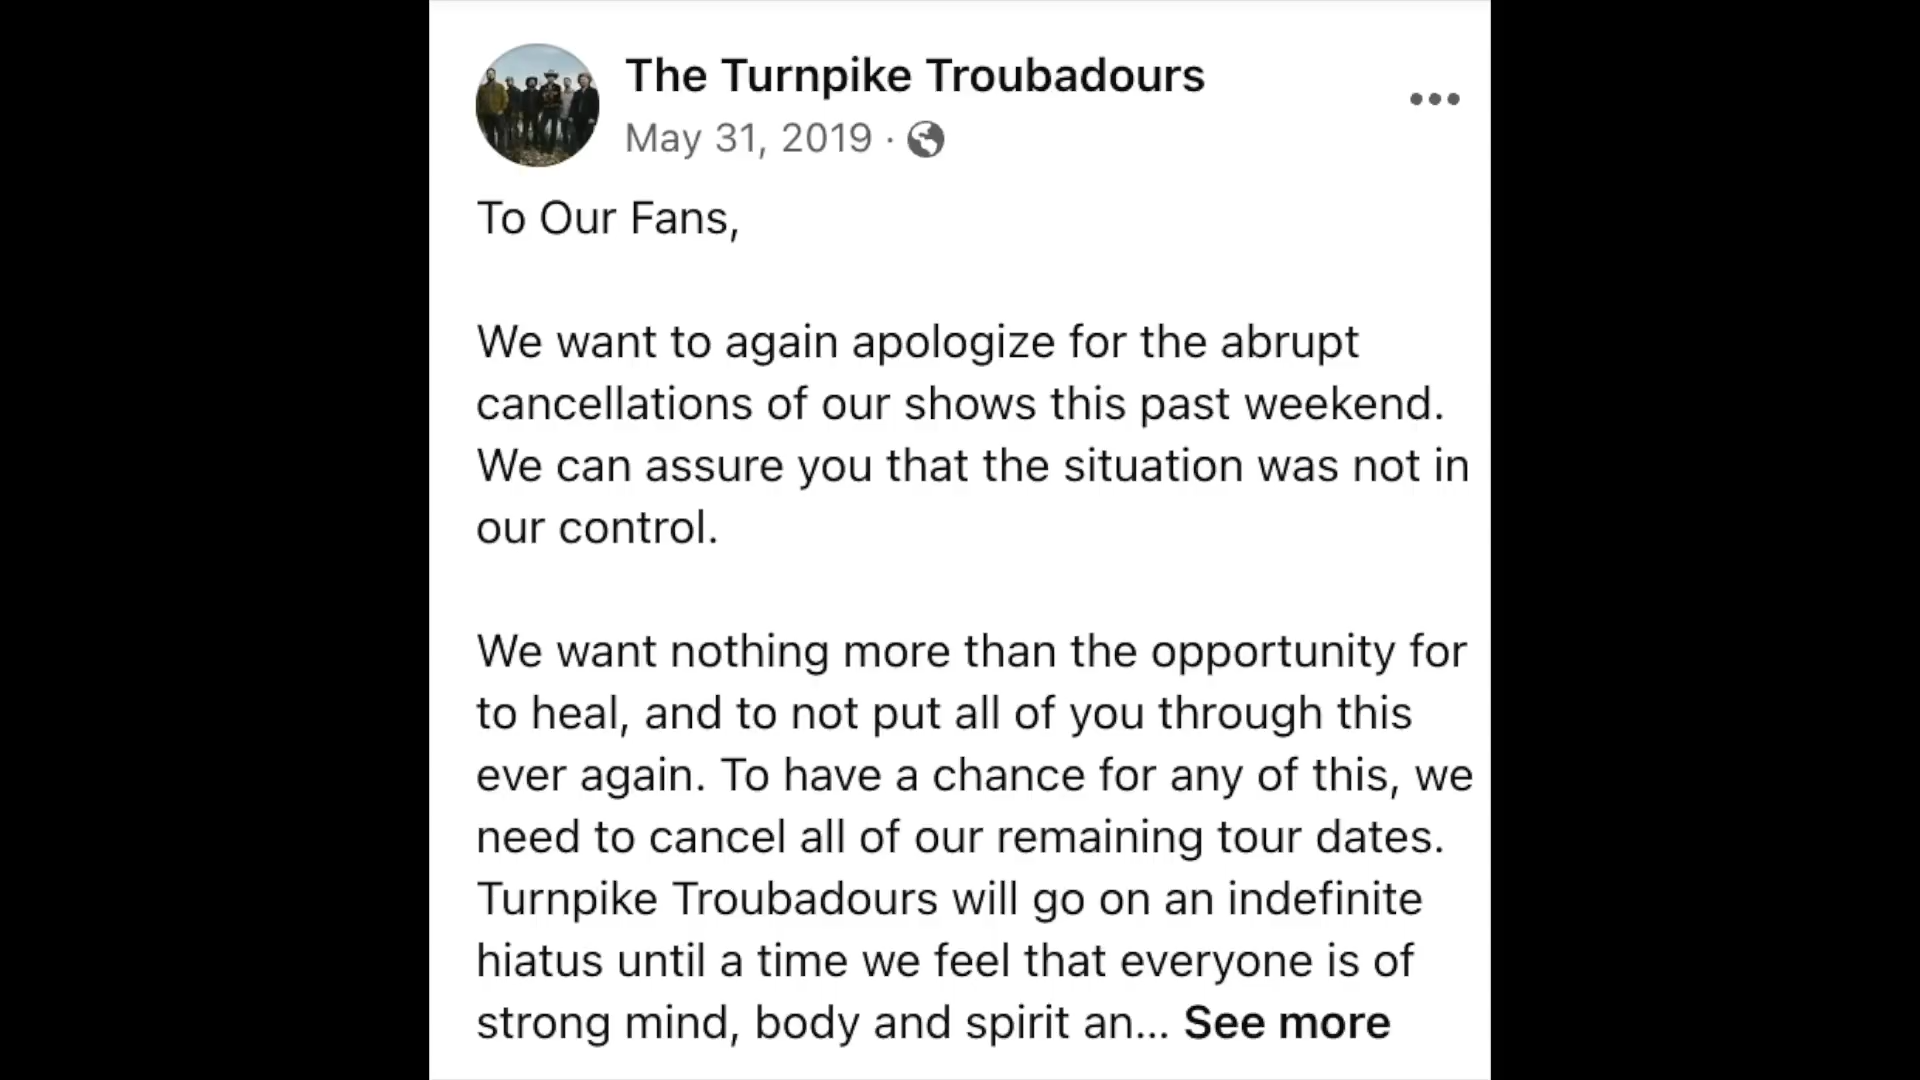 The Turnpike Troubadours
May 31, 2019 ·
To Our Fans,
We want to again apologize for the abrupt
cancellations of our shows this past weekend.
We can assure you that the situation was not in
our control.
We want nothing more than the opportunity for
to heal, and to not put all of you through this
ever again. To have a chance for any of this, we
need to cancel all of our remaining tour dates.
Turnpike Troubadours will go on an indefinite
hiatus until a time we feel that everyone is of
strong mind, body and spirit an... See more